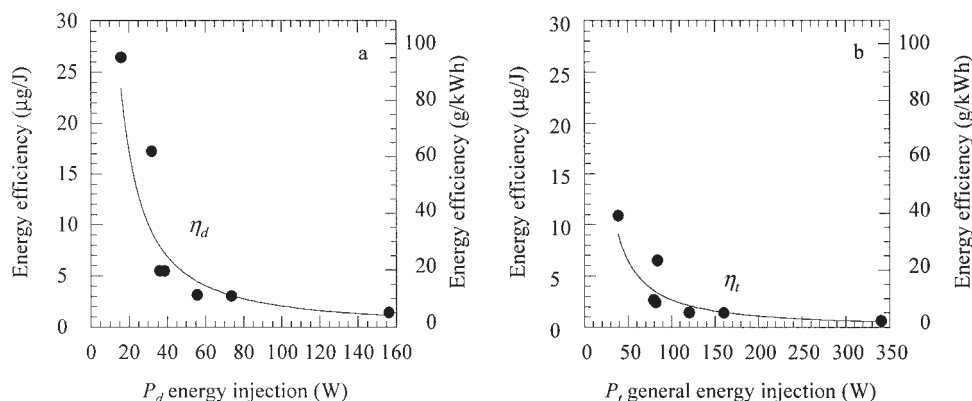 30
25
20
15
10
5
0
Energy efficiency (μg/J)
a
η_d
100
80
60
40
20
0
Energy efficiency (g/kWh)
0 20 40 60 80 100 120 140 160
P_d energy injection (W)
30
25
20
15
10
5
0
Energy efficiency (μg/J)
b
η_t
100
80
60
40
20
0
Energy efficiency (g/kWh)
0 50 100 150 200 250 300 350
P_t general energy injection (W)